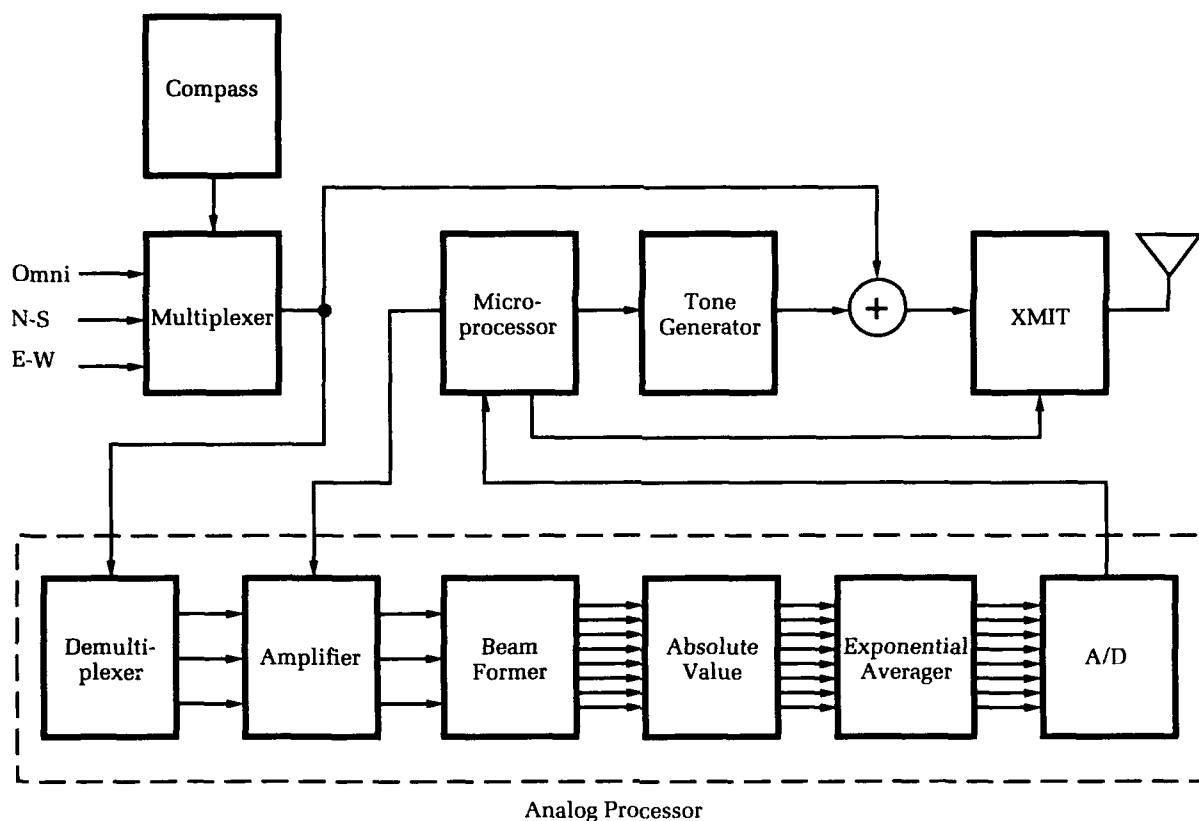 Compass
Omni
N-S
E-W
Multiplexer
Micro-
processor
Tone
Generator
+
XMIT
Demulti-
plexer
Amplifier
Beam
Former
Absolute
Value
Exponential
Averager
A/D
Analog Processor